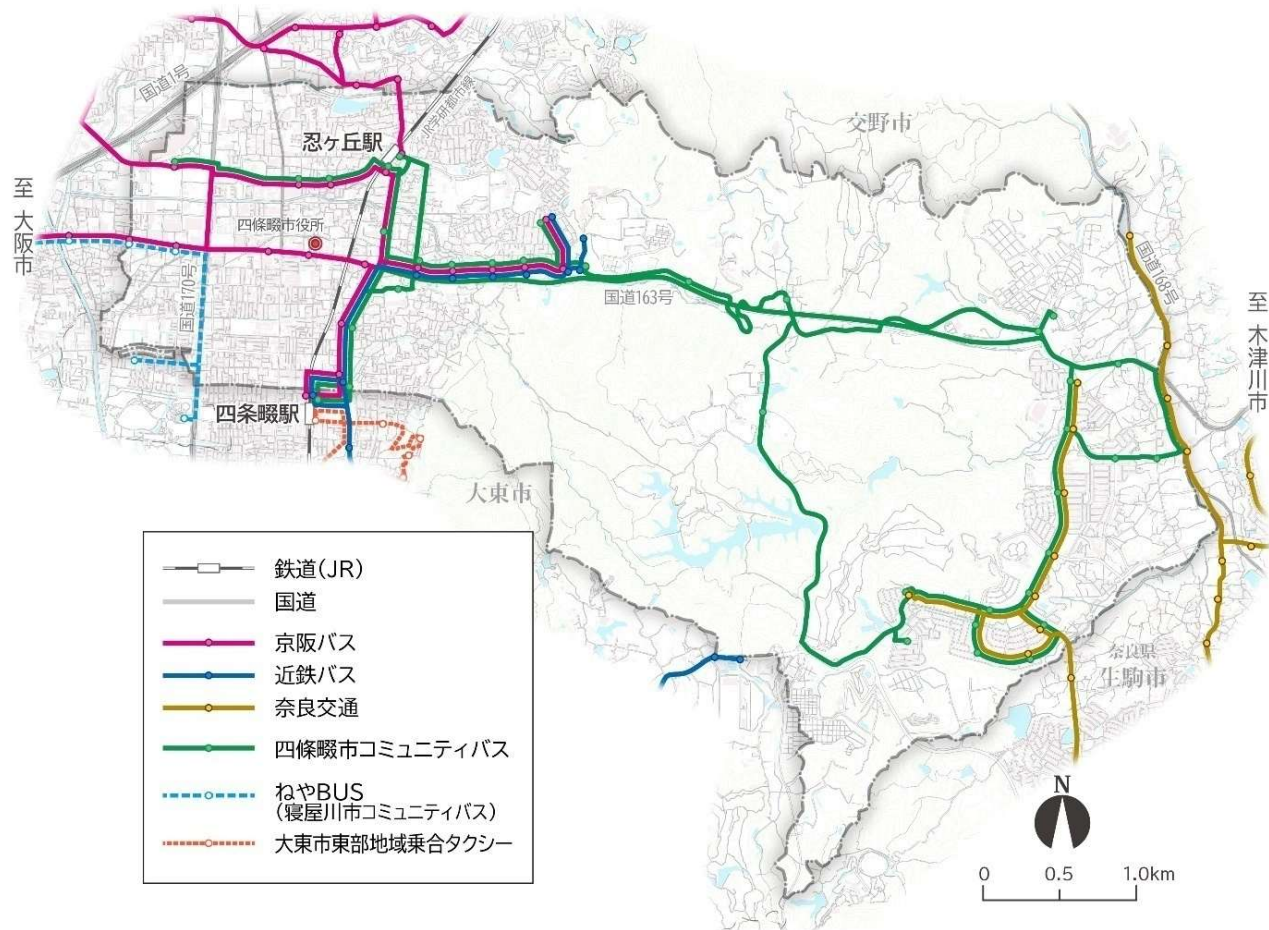 国道1号
JR学研都市線
忍ヶ丘駅
交野市
至 大阪市
四條畷市役所
国道170号
国道163号
国道168号
至 木津川市
四条畷駅
大東市
奈良県
生駒市
鉄道(JR)
国道
京阪バス
近鉄バス
奈良交通
四條畷市コミュニティバス
ねやBUS
(寝屋川市コミュニティバス)
大東市東部地域乗合タクシー
N
0 0.5 1.0km